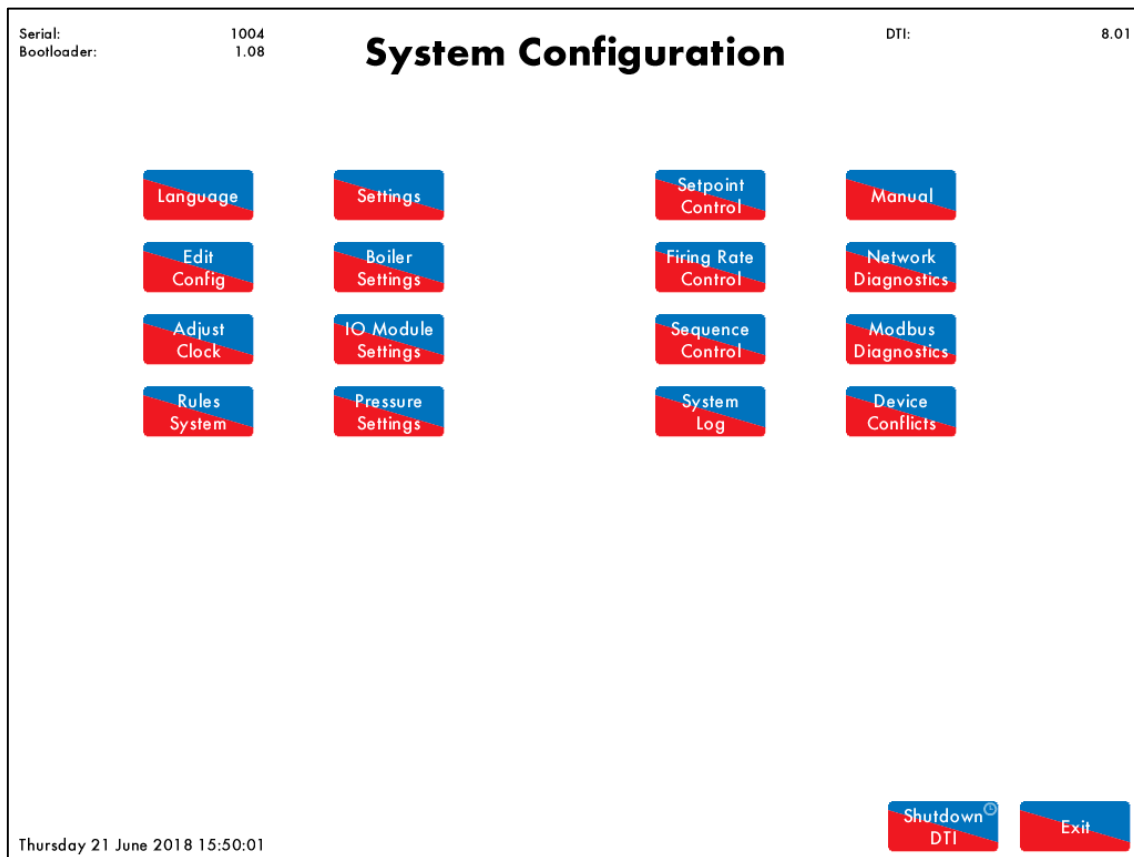 Serial: 1004
Bootloader: 1.08
System Configuration
DTI: 8.01
Language
Settings
Setpoint
Control
Manual
Edit
Config
Boiler
Settings
Firing Rate
Control
Network
Diagnostics
Adjust
Clock
IO Module
Settings
Sequence
Control
Modbus
Diagnostics
Rules
System
Pressure
Settings
System
Log
Device
Conflicts
Shutdown
DTI
Exit
Thursday 21 June 2018 15:50:01